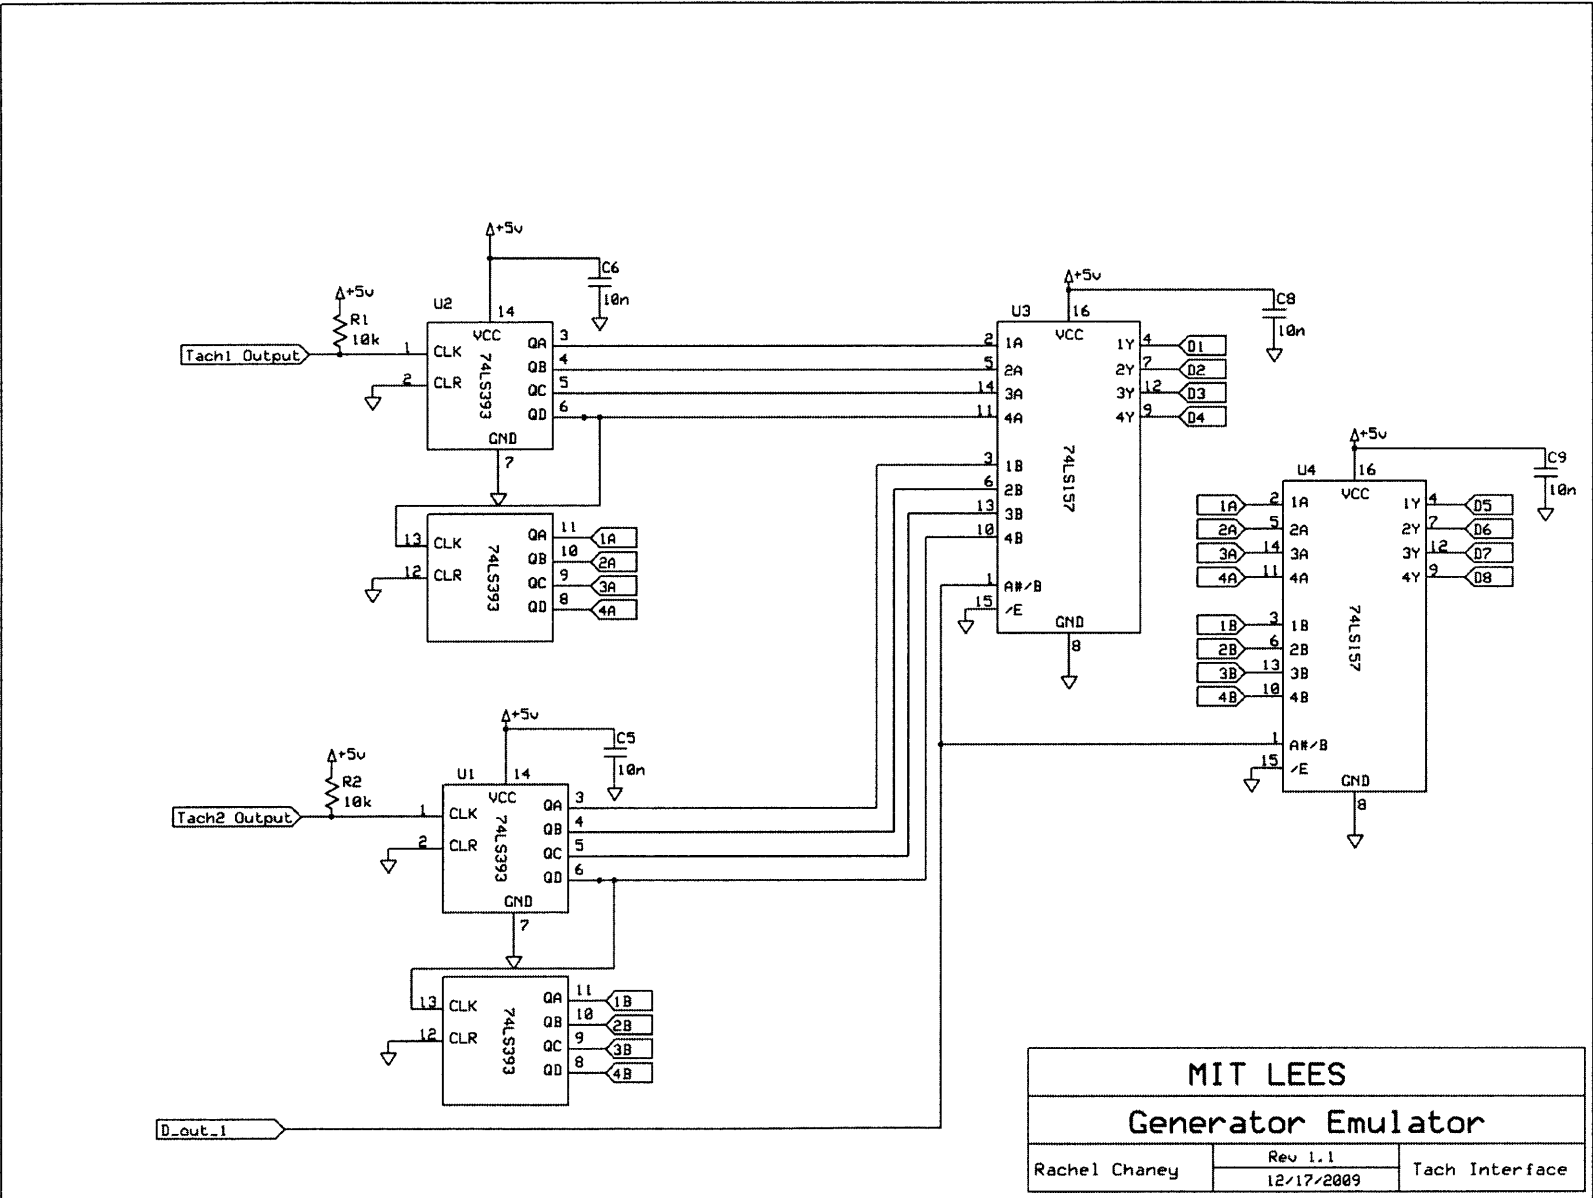 +5v
C6
10n
+5v
R1
10k
Tach1 Output
U2
14
VCC
1 CLK
2 CLR
74LS393
QA 3
QB 4
QC 5
QD 6
GND
7
13 CLK
12 CLR
74LS393
QA 11 1A
QB 10 2A
QC 9 3A
QD 8 4A
+5v
C8
10n
U3
16
VCC
2 1A
5 2A
14 3A
11 4A
3 1B
6 2B
13 3B
10 4B
1 A#/B
15 /E
74LS157
1Y 4 D1
2Y 7 D2
3Y 12 D3
4Y 9 D4
GND
8
+5v
C9
10n
U4
16
VCC
1A 2 1A
2A 5 2A
3A 14 3A
4A 11 4A
1B 3 1B
2B 6 2B
3B 13 3B
4B 10 4B
1 A#/B
15 /E
74LS157
1Y 4 D5
2Y 7 D6
3Y 12 D7
4Y 9 D8
GND
8
+5v
C5
10n
+5v
R2
10k
Tach2 Output
U1
14
VCC
1 CLK
2 CLR
74LS393
QA 3
QB 4
QC 5
QD 6
GND
7
13 CLK
12 CLR
74LS393
QA 11 1B
QB 10 2B
QC 9 3B
QD 8 4B
D_out_1
MIT LEES
Generator Emulator
Rachel Chaney
Rev 1.1
12/17/2009
Tach Interface